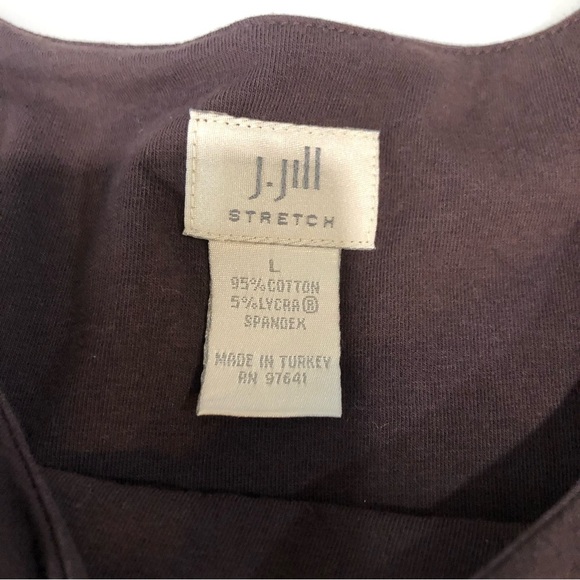 J.Jill
STRETCH
L
95% COTTON
5% LYCRA®
SPANDEX
MADE IN TURKEY
RN 97641